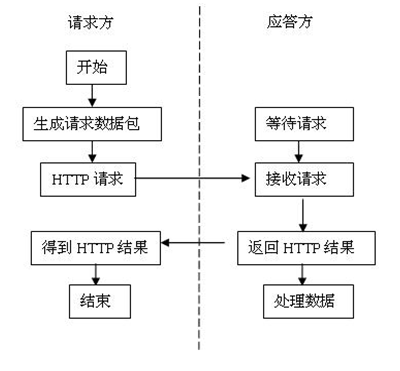 请求方
应答方
开始
生成请求数据包
等待请求
HTTP 请求
接收请求
得到 HTTP 结果
返回 HTTP 结果
结束
处理数据